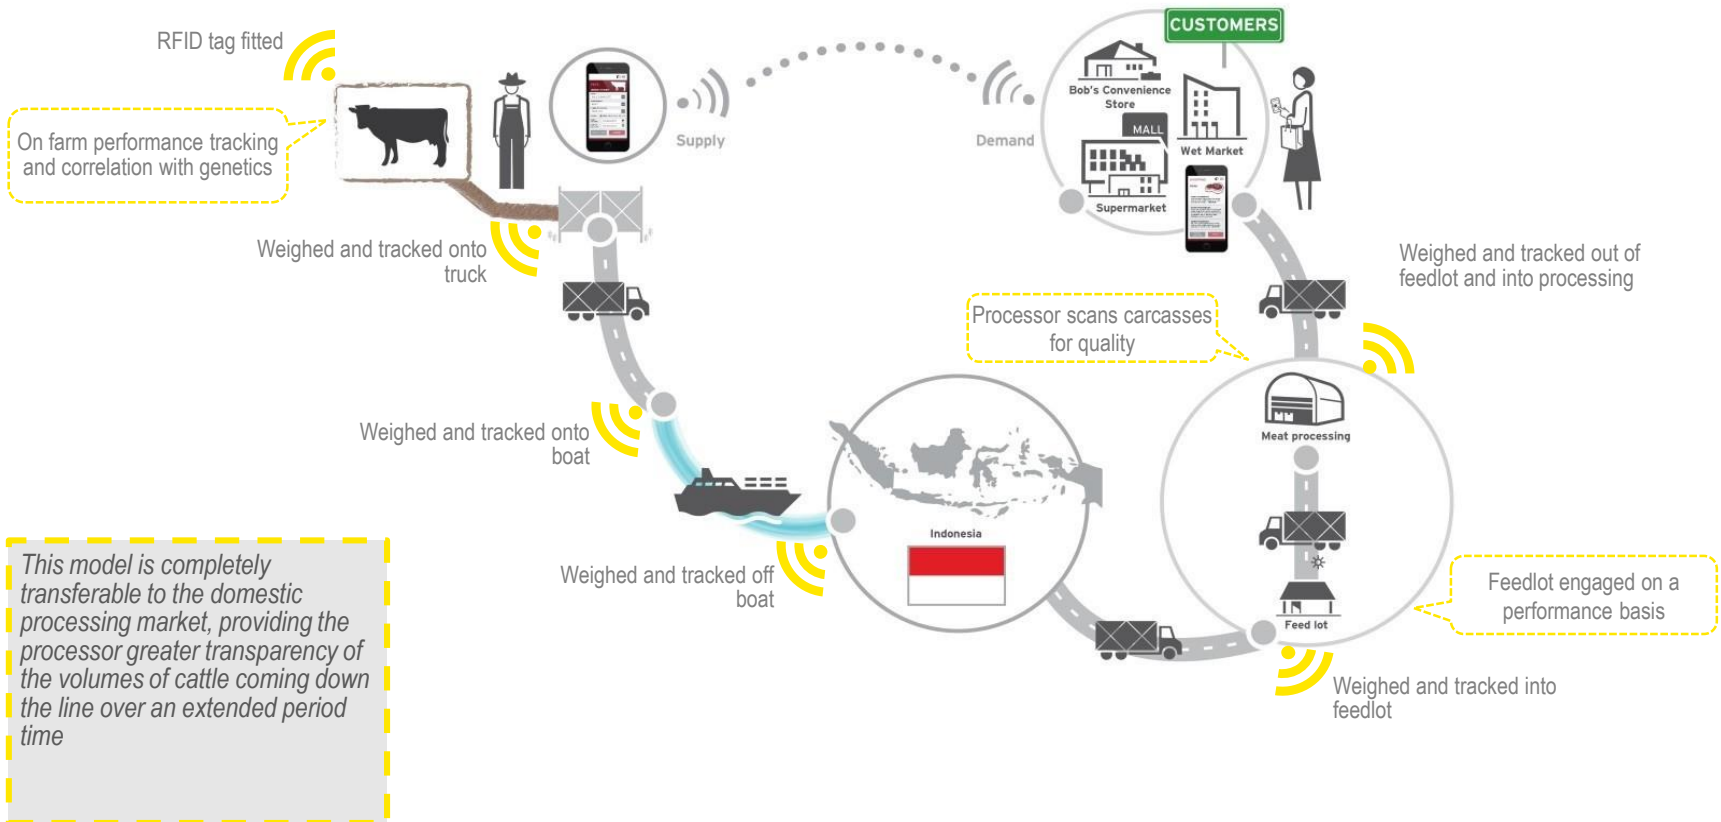 RFID tag fitted
On farm performance tracking
and correlation with genetics
Weighed and tracked onto
truck
Supply
Demand
CUSTOMERS
Bob's Convenience
Store
MALL
Wet Market
Supermarket
Weighed and tracked out of
feedlot and into processing
Processor scans carcasses
for quality
Meat processing
Weighed and tracked onto
boat
Indonesia
Weighed and tracked off
boat
Feed lot
Feedlot engaged on a
performance basis
Weighed and tracked into
feedlot
This model is completely
transferable to the domestic
processing market, providing the
processor greater transparency of
the volumes of cattle coming down
the line over an extended period
time